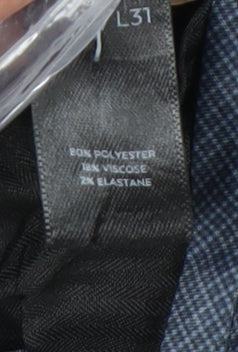 L31
80% POLYESTER
18% VISCOSE
2% ELASTANE